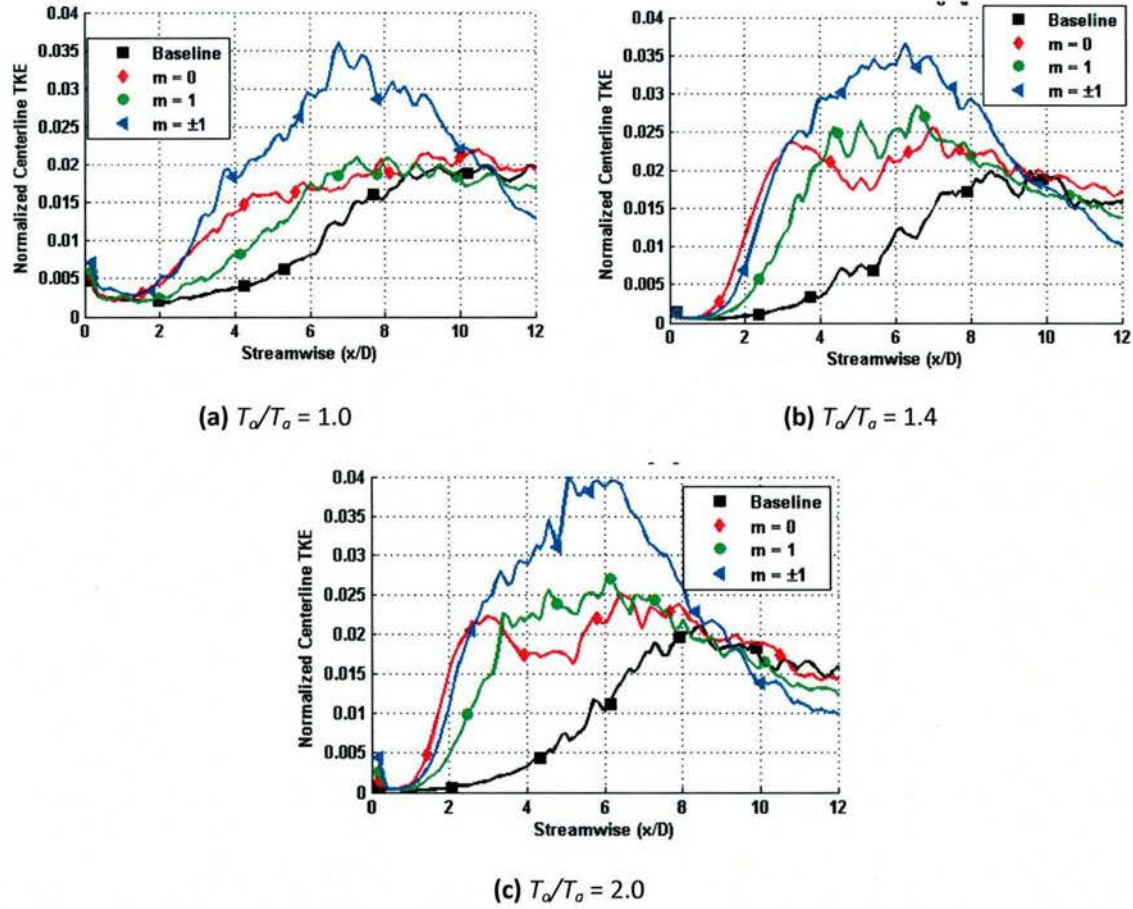 0.04
0.035
0.03
0.025
0.02
0.015
0.01
0.005
0
0 2 4 6 8 10 12
Normalized Centerline TKE
Streamwise (x/D)
Baseline
m = 0
m = 1
m = ±1
(a) To/Ta = 1.0
0.04
0.035
0.03
0.025
0.02
0.015
0.01
0.005
0
0 2 4 6 8 10 12
Normalized Centerline TKE
Streamwise (x/D)
Baseline
m = 0
m = 1
m = ±1
(b) To/Ta = 1.4
0.04
0.035
0.03
0.025
0.02
0.015
0.01
0.005
0
0 2 4 6 8 10 12
Normalized Centerline TKE
Streamwise (x/D)
Baseline
m = 0
m = 1
m = ±1
(c) To/Ta = 2.0